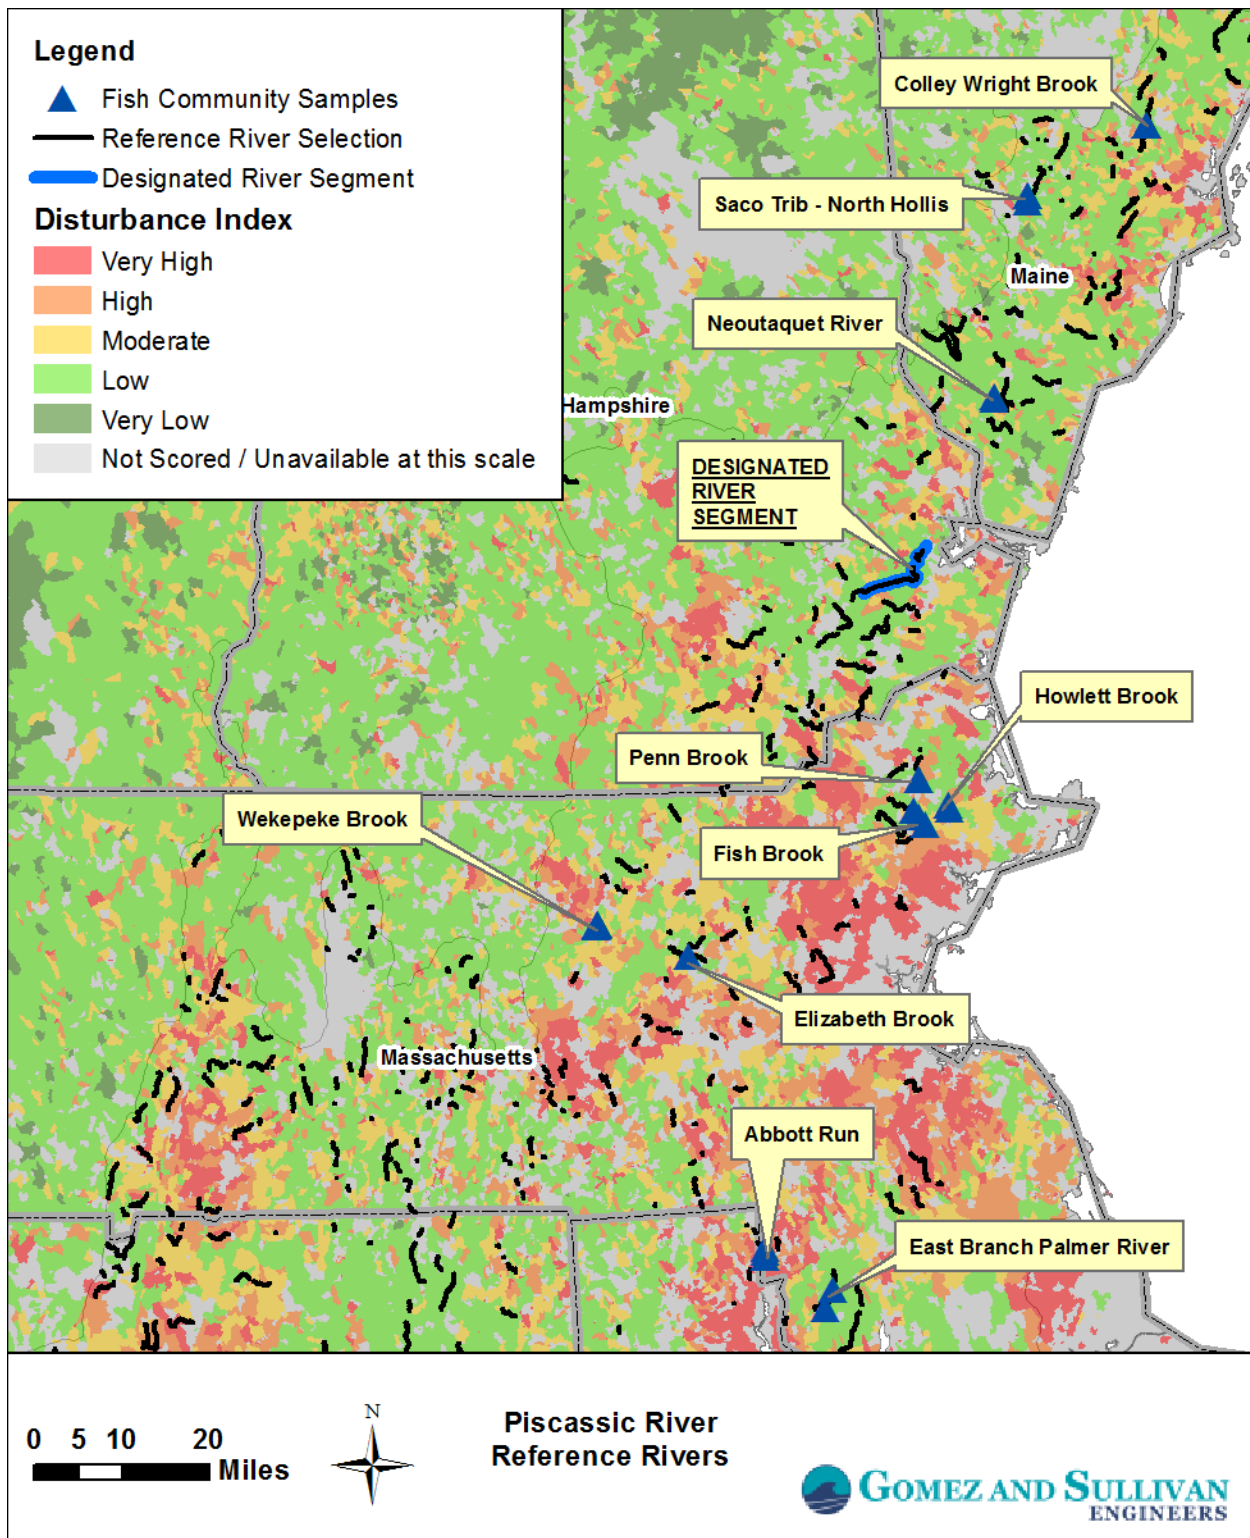 Legend
Fish Community Samples
Reference River Selection
Designated River Segment
Disturbance Index
Very High
High
Moderate
Low
Very Low
Not Scored / Unavailable at this scale
Colley Wright Brook
Saco Trib - North Hollis
Maine
Neoutaquet River
Hampshire
DESIGNATED
RIVER
SEGMENT
Howlett Brook
Penn Brook
Wekepeke Brook
Fish Brook
Elizabeth Brook
Massachusetts
Abbott Run
East Branch Palmer River
0 5 10 20
Miles
N
Piscassic River
Reference Rivers
GOMEZ AND SULLIVAN
ENGINEERS